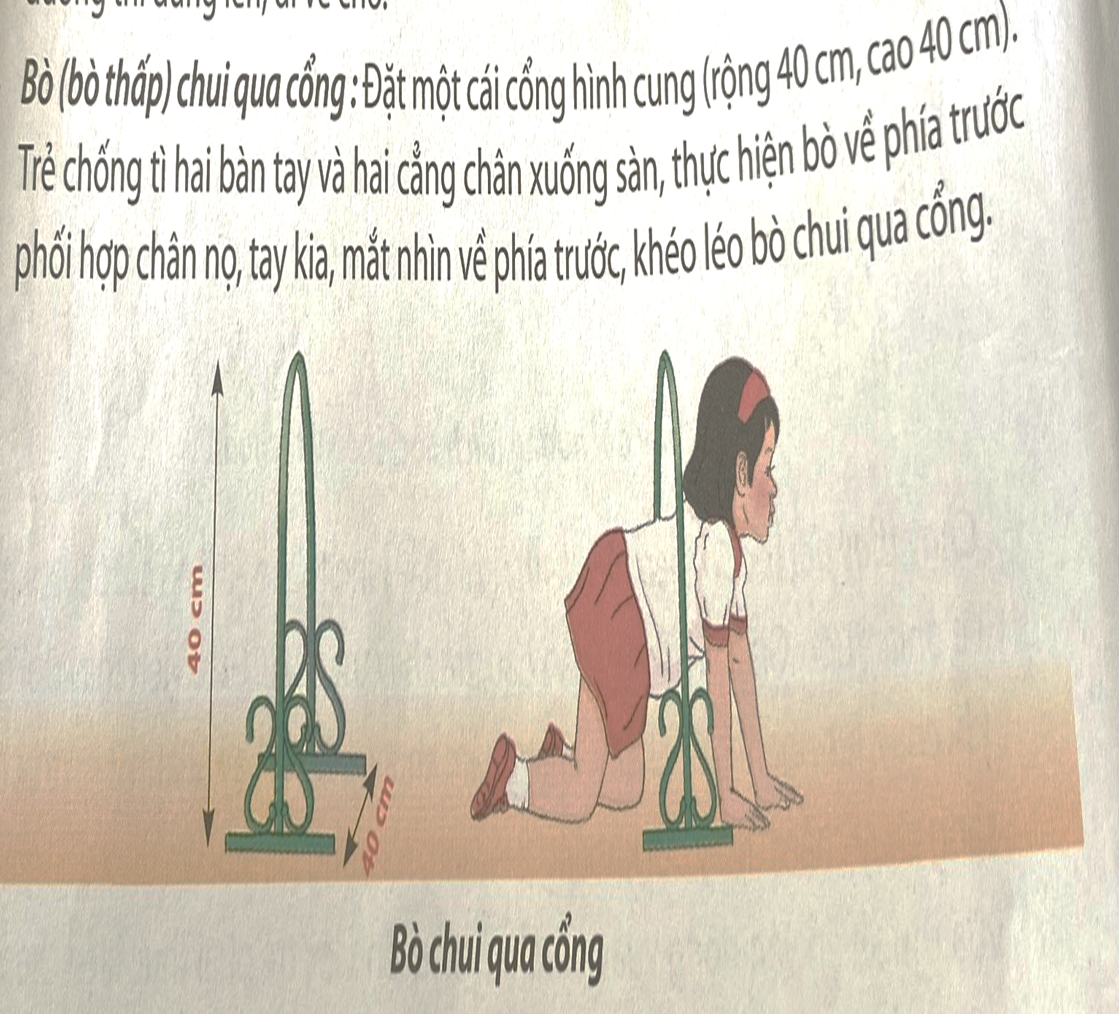 Bò (bò thấp) chui qua cổng : Đặt một cái cổng hình cung (rộng 40 cm, cao 40 cm).
Trẻ chống tì hai bàn tay và hai cẳng chân xuống sàn, thực hiện bò về phía trước
phối hợp chân nọ, tay kia, mắt nhìn về phía trước, khéo léo bò chui qua cổng.
40 cm
40 cm
Bò chui qua cổng